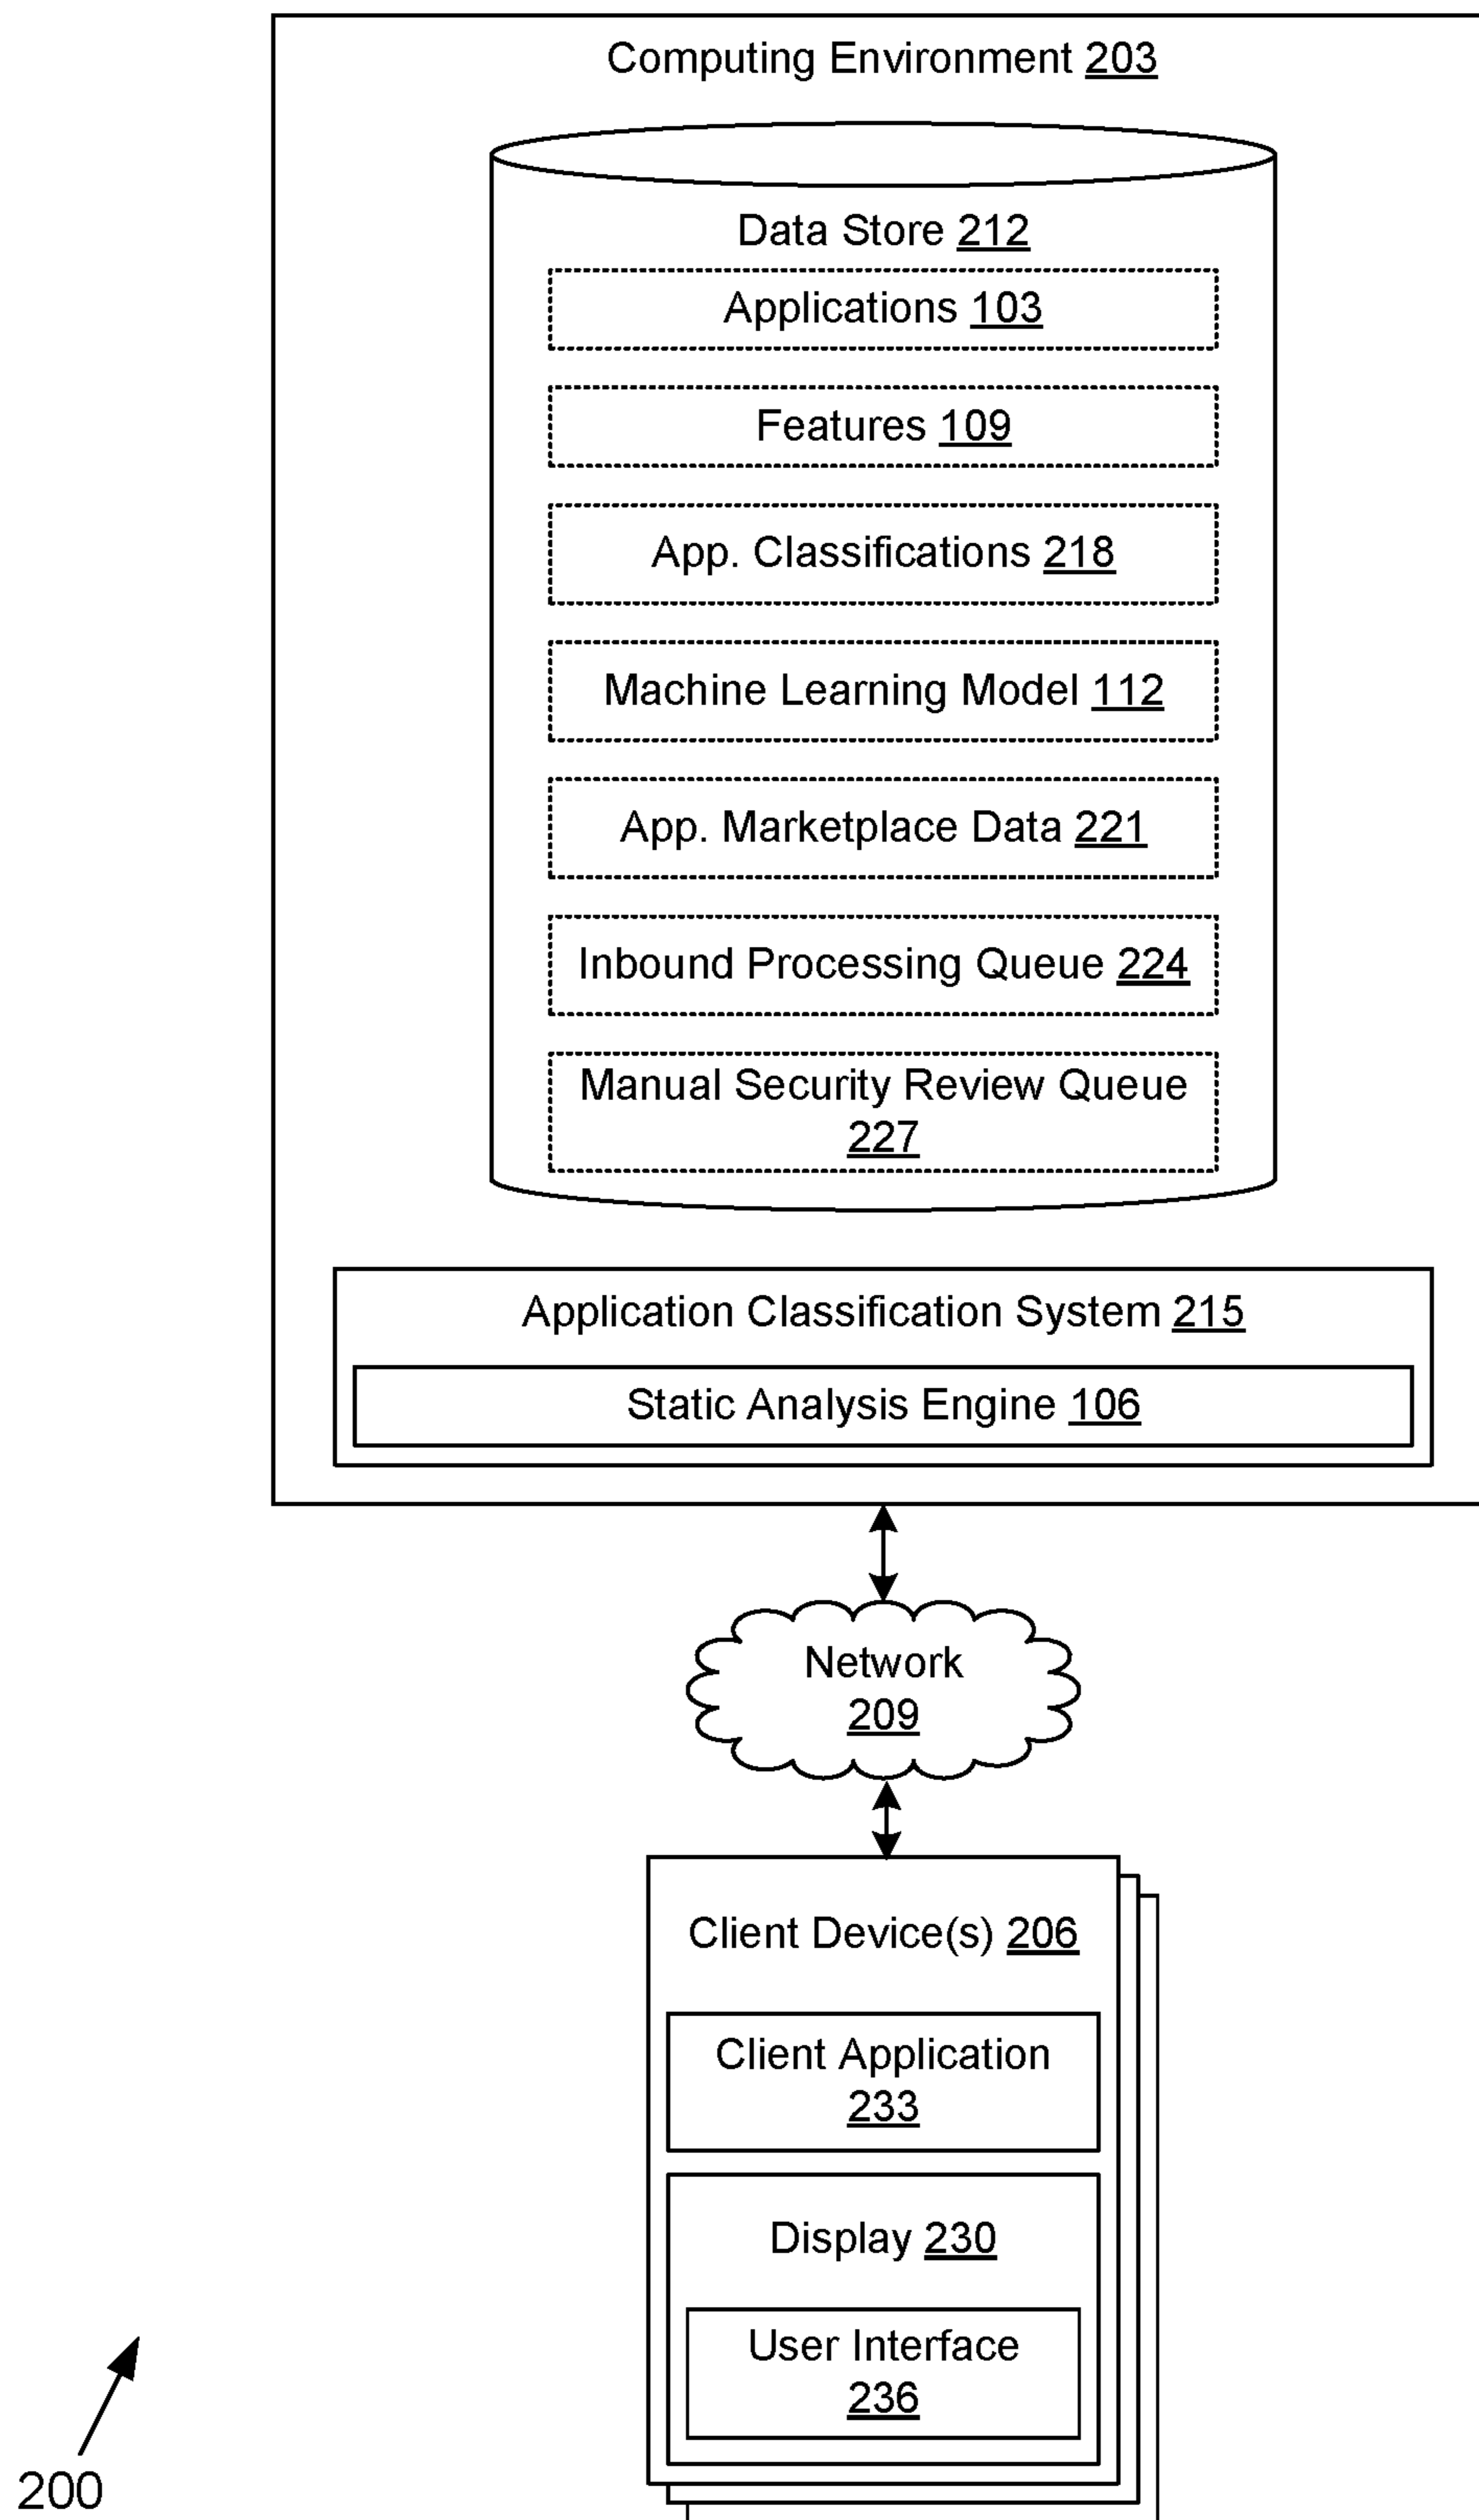 Computing Environment 203
Data Store 212
Applications 103
Features 109
App. Classifications 218
Machine Learning Model 112
App. Marketplace Data 221
Inbound Processing Queue 224
Manual Security Review Queue
227
Application Classification System 215
Static Analysis Engine 106
Network
209
Client Device(s) 206
Client Application
233
Display 230
User Interface
236
200